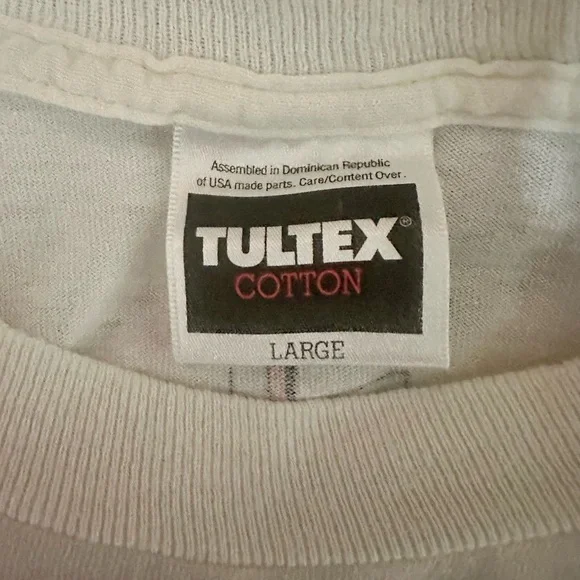 Assembled in Dominican Republic
of USA made parts. Care/Content Over.
TULTEX®
COTTON
LARGE